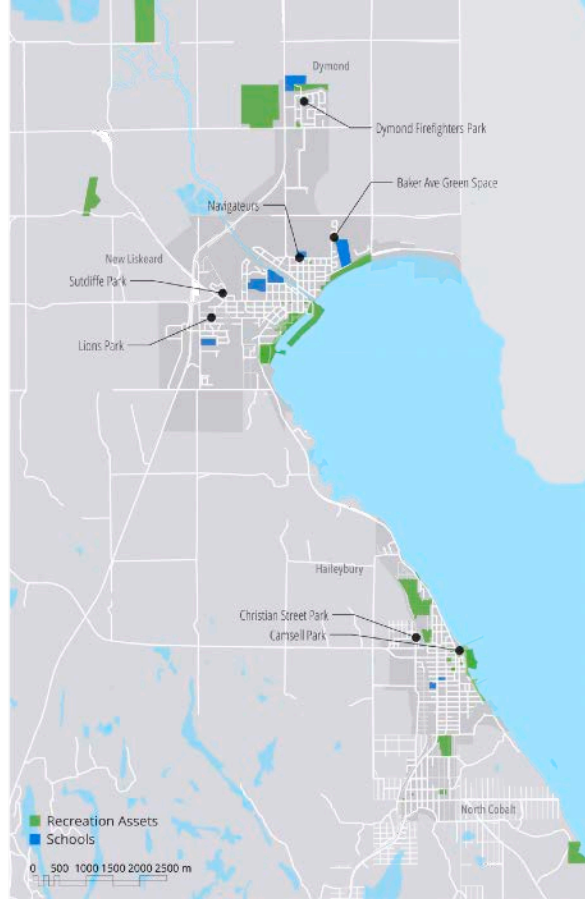 Dymond
Dymond Firefighters Park
Baker Ave Green Space
Navigateurs
New Liskeard
Sutcliffe Park
Lions Park
Haileybury
Christian Street Park
Camsell Park
North Cobalt
Recreation Assets
Schools
0 500 1000 1500 2000 2500 m